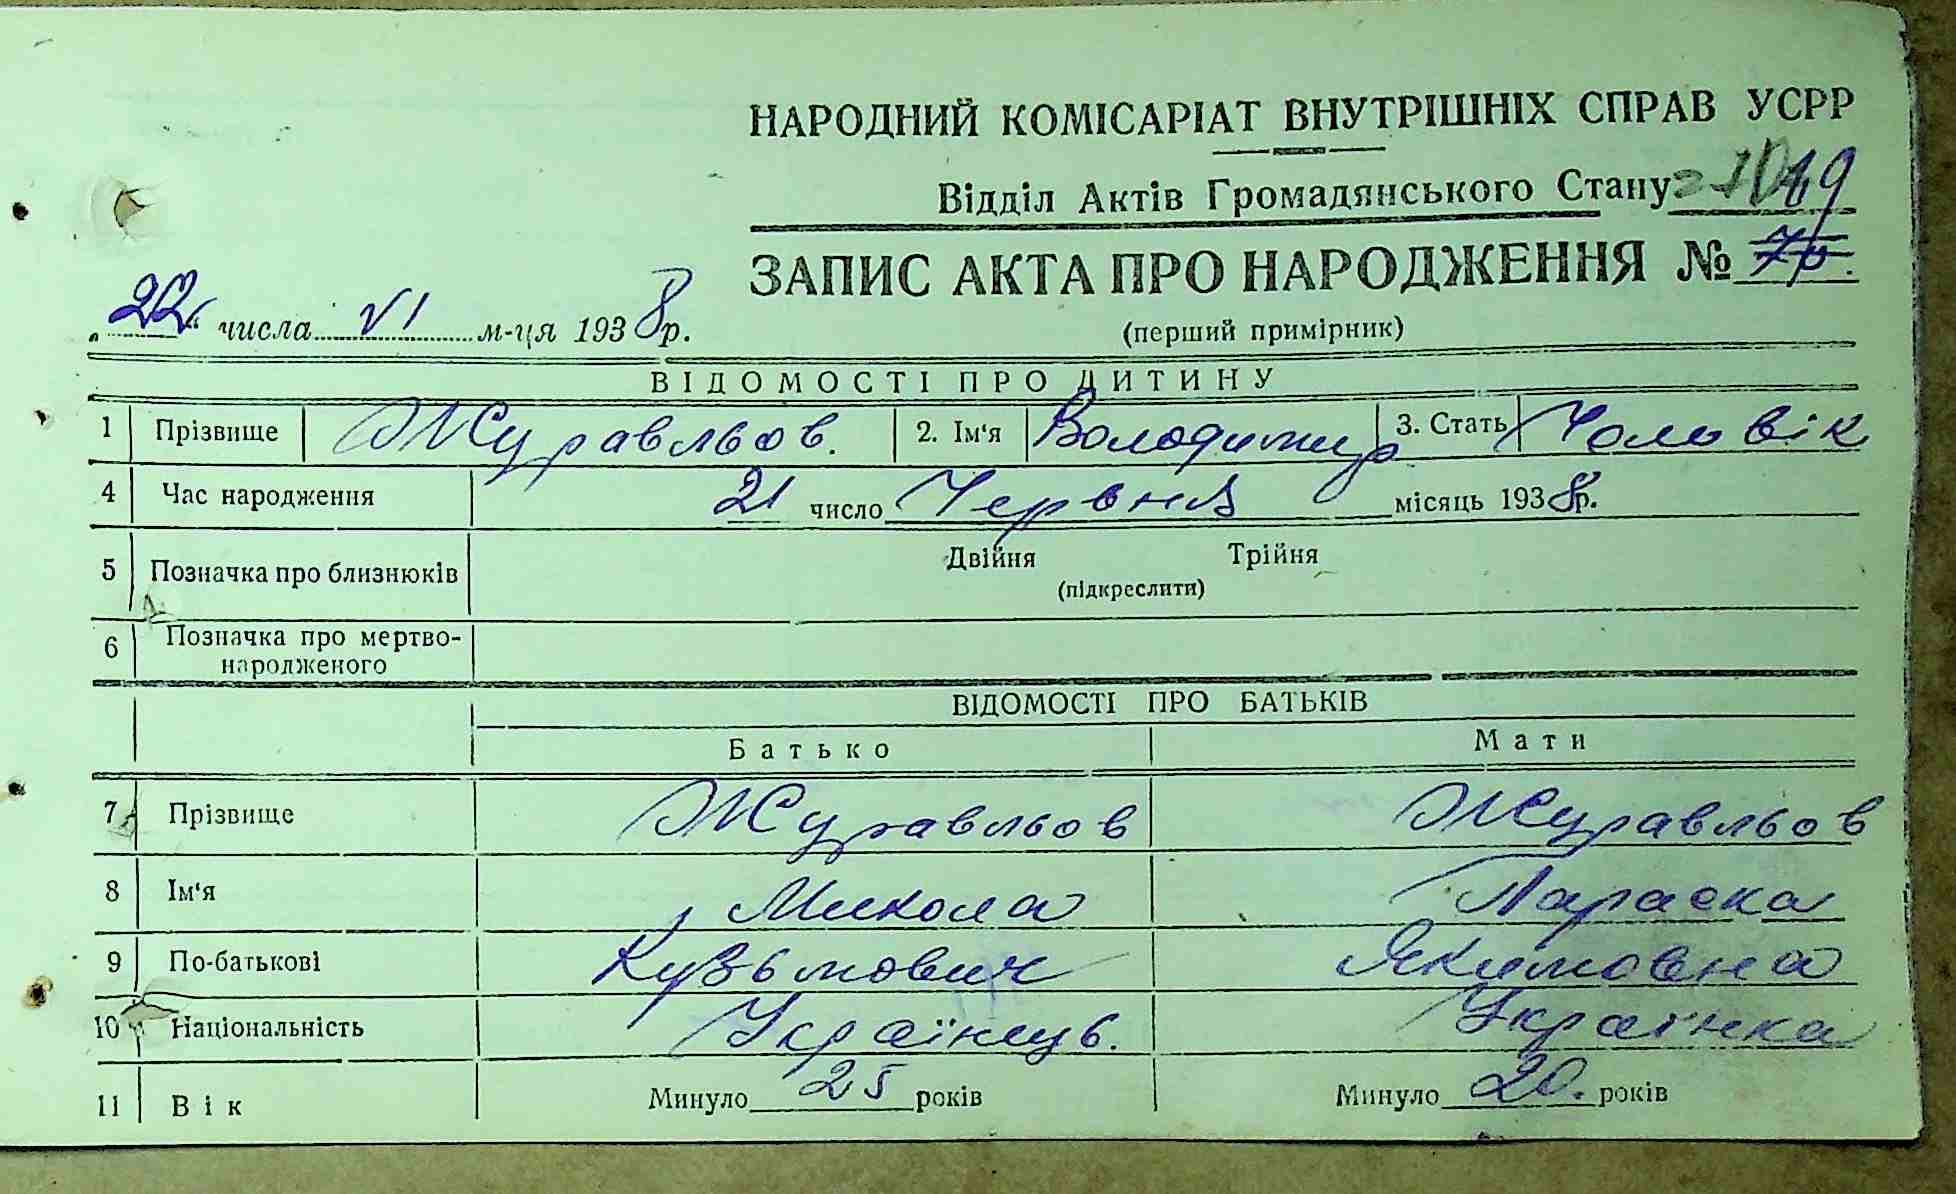 НАРОДНИЙ КОМІСАРІАТ ВНУТРІШНІХ СПРАВ УСРР
Відділ Актів Громадянського Стану
ЗАПИС АКТА ПРО НАРОДЖЕННЯ №
„22“ числа VI м-ця 1938 р.
(перший примірник)
ВІДОМОСТІ ПРО ДИТИНУ
1 Прізвище Журавльов. 2. Ім'я Володимир 3. Стать Чоловік
4 Час народження 21 число Червня місяць 1938 р.
5 Позначка про близнюків Двійня Трійня
(підкреслити)
6 Позначка про мертво-
народженого
ВІДОМОСТІ ПРО БАТЬКІВ
Батько Мати
7 Прізвище Журавльов Журавльов
8 Ім'я Микола Параска
9 По-батькові Кузьмович Якимовна
10 Національність Українець. Українка
11 Вік Минуло 25 років Минуло 20. років